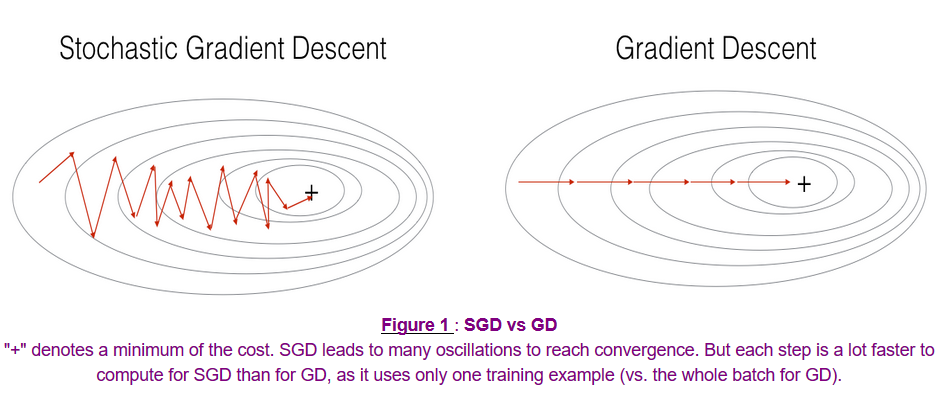 Stochastic Gradient Descent
Gradient Descent
+
+
Figure 1 : SGD vs GD
"+" denotes a minimum of the cost. SGD leads to many oscillations to reach convergence. But each step is a lot faster to
compute for SGD than for GD, as it uses only one training example (vs. the whole batch for GD).